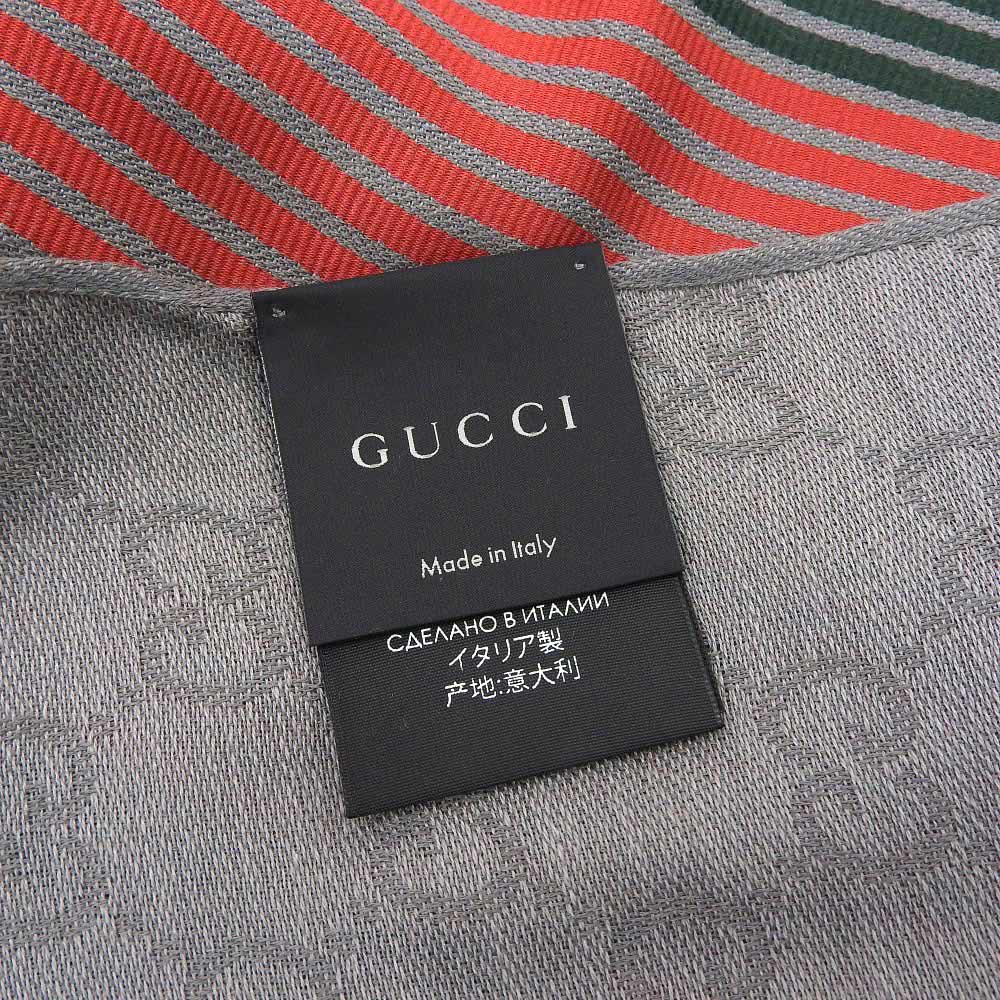 GUCCI
Made in Italy
СДЕЛАНО В ИТАЛИИ
イタリア製
产地:意大利